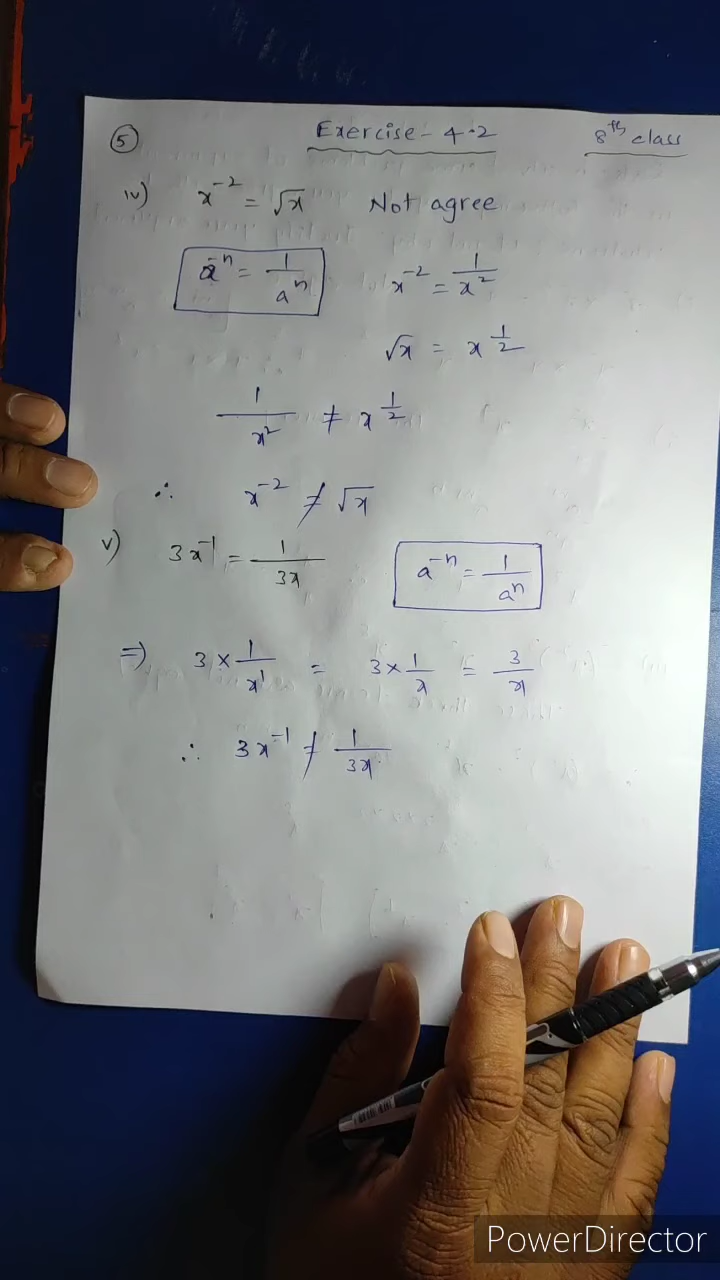 ⑤ Exercise - 4.2 8th class
iv) x⁻² = √x Not agree
a⁻ⁿ = 1/aⁿ x⁻² = 1/x²
√x = x^(1/2)
1/x² ≠ x^(1/2)
∴ x⁻² ≠ √x
v) 3x⁻¹ = 1/3x a⁻ⁿ = 1/aⁿ
⇒) 3 × 1/x¹ = 3 × 1/x = 3/x
∴ 3x⁻¹ ≠ 1/3x
PowerDirector